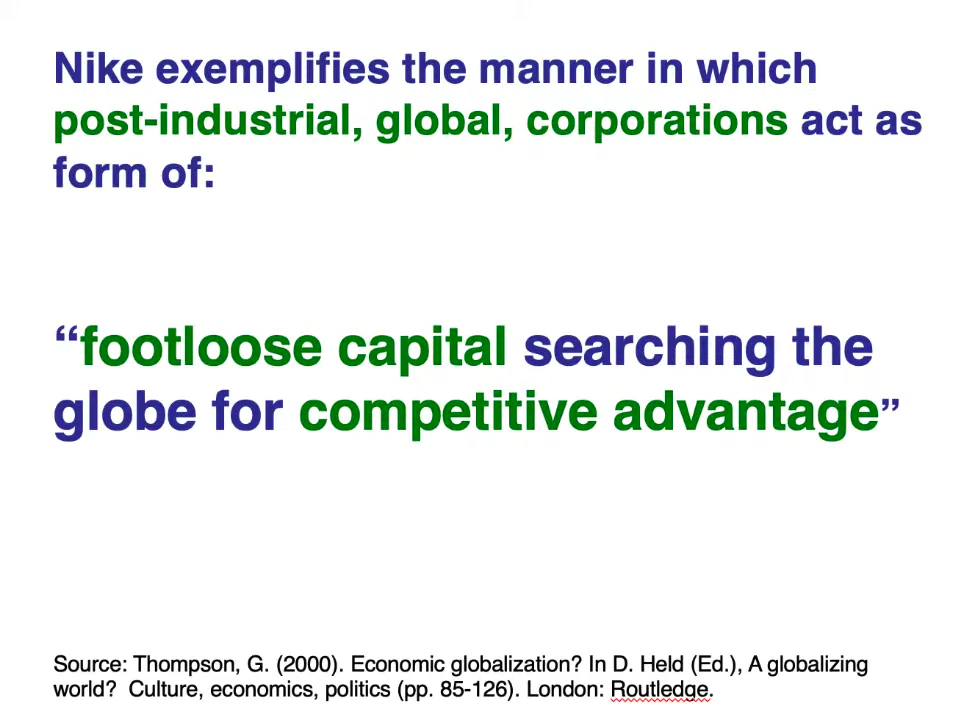 Nike exemplifies the manner in which
post-industrial, global, corporations act as
form of:
“footloose capital searching the
globe for competitive advantage”
Source: Thompson, G. (2000). Economic globalization? In D. Held (Ed.), A globalizing
world?  Culture, economics, politics (pp. 85-126). London: Routledge.